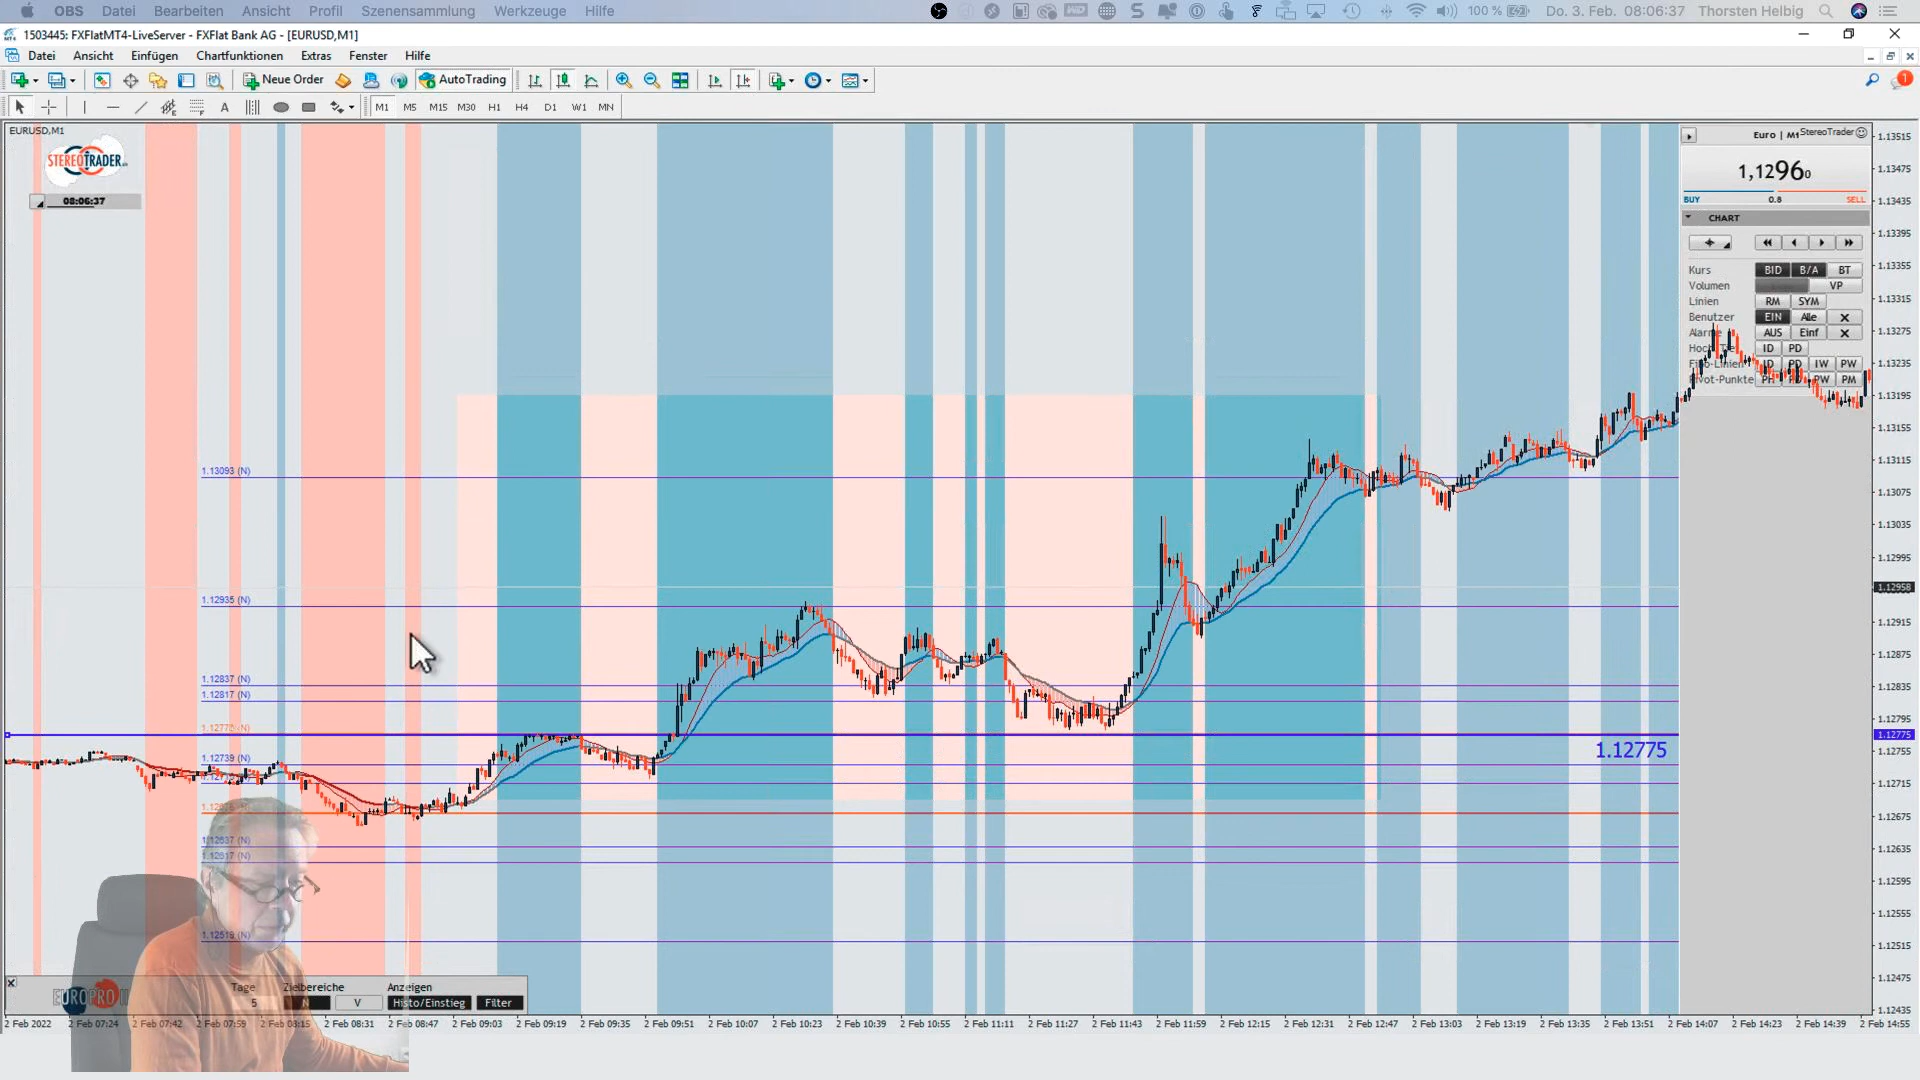 OBS Datei Bearbeiten Ansicht Profil Szenensammlung Werkzeuge Hilfe 100 % Do. 3. Feb. 08:06:37 Thorsten Helbig
1503445: FXFlatMT4-LiveServer - FXFlat Bank AG - [EURUSD,M1]
Datei Ansicht Einfügen Chartfunktionen Extras Fenster Hilfe
Neue Order AutoTrading
1
A M1 M5 M15 M30 H1 H4 D1 W1 MN
EURUSD,M1
STEREOTRADER
08:06:37
Euro | M1 StereoTrader
1,12960
BUY 0.8 SELL
CHART
Kurs BID B/A BT
Volumen VP
Linien RM SYM
Benutzer EIN Alle X
Alarme AUS Einf X
ID PD
Fibo-Linien ID PD IW PW
Pivot-Punkte PW PM
1.13515
1.13475
1.13435
1.13395
1.13355
1.13315
1.13275
1.13235
1.13195
1.13155
1.13115
1.13075
1.13035
1.12995
1.12958
1.12915
1.12875
1.12835
1.12795
1.12775
1.12755
1.12715
1.12675
1.12635
1.12595
1.12555
1.12515
1.12475
1.12435
1.13093 (N)
1.12935 (N)
1.12837 (N)
1.12817 (N)
1.12739 (N)
1.12637 (N)
1.12617 (N)
1.12775
EUROPRO II
Tage Zielbereiche Anzeigen
5 N V Histo/Einstieg Filter
2 Feb 2022 2 Feb 07:24 2 Feb 07:42 2 Feb 07:59 2 Feb 08:15 2 Feb 08:31 2 Feb 08:47 2 Feb 09:03 2 Feb 09:19 2 Feb 09:35 2 Feb 09:51 2 Feb 10:07 2 Feb 10:23 2 Feb 10:39 2 Feb 10:55 2 Feb 11:11 2 Feb 11:27 2 Feb 11:43 2 Feb 11:59 2 Feb 12:15 2 Feb 12:31 2 Feb 12:47 2 Feb 13:03 2 Feb 13:19 2 Feb 13:35 2 Feb 13:51 2 Feb 14:07 2 Feb 14:23 2 Feb 14:39 2 Feb 14:55